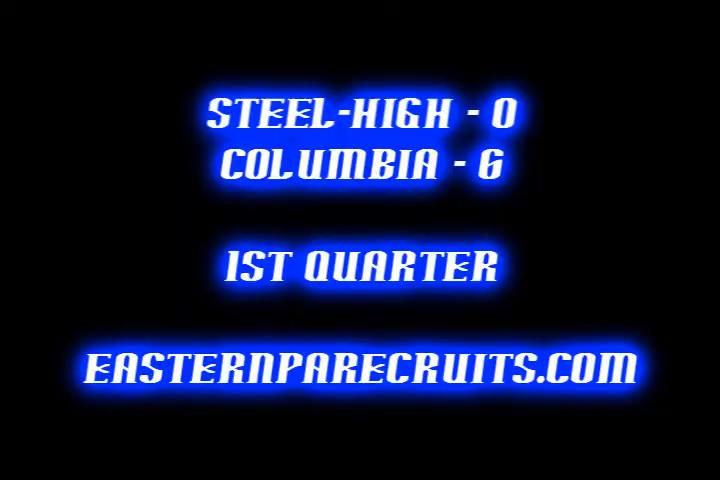 STEEL-HIGH - 0
COLUMBIA - 6
1ST QUARTER
EASTERNPARECRUITS.COM